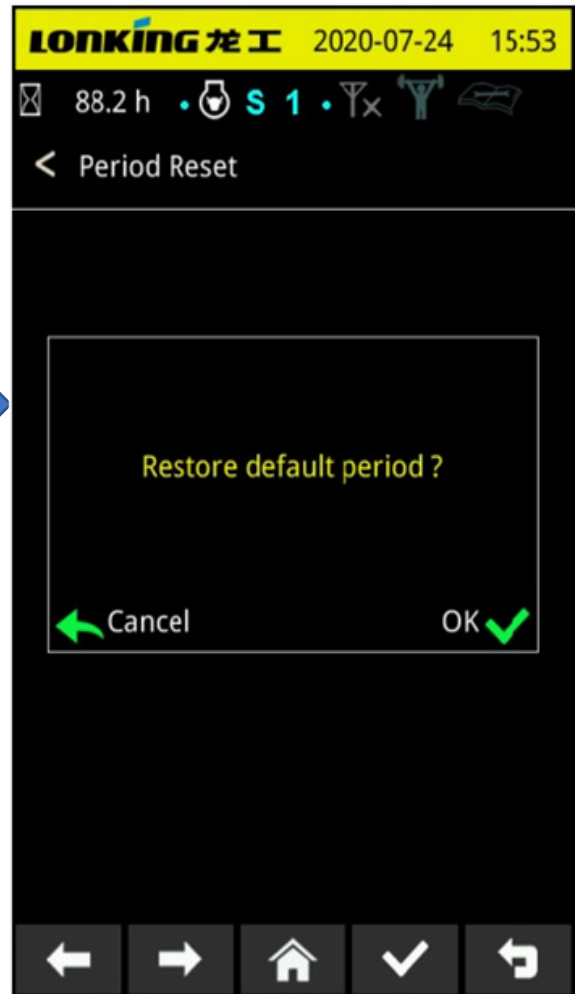 LONKING龙工 2020-07-24 15:53
88.2 h S 1
< Period Reset
Restore default period ?
Cancel OK